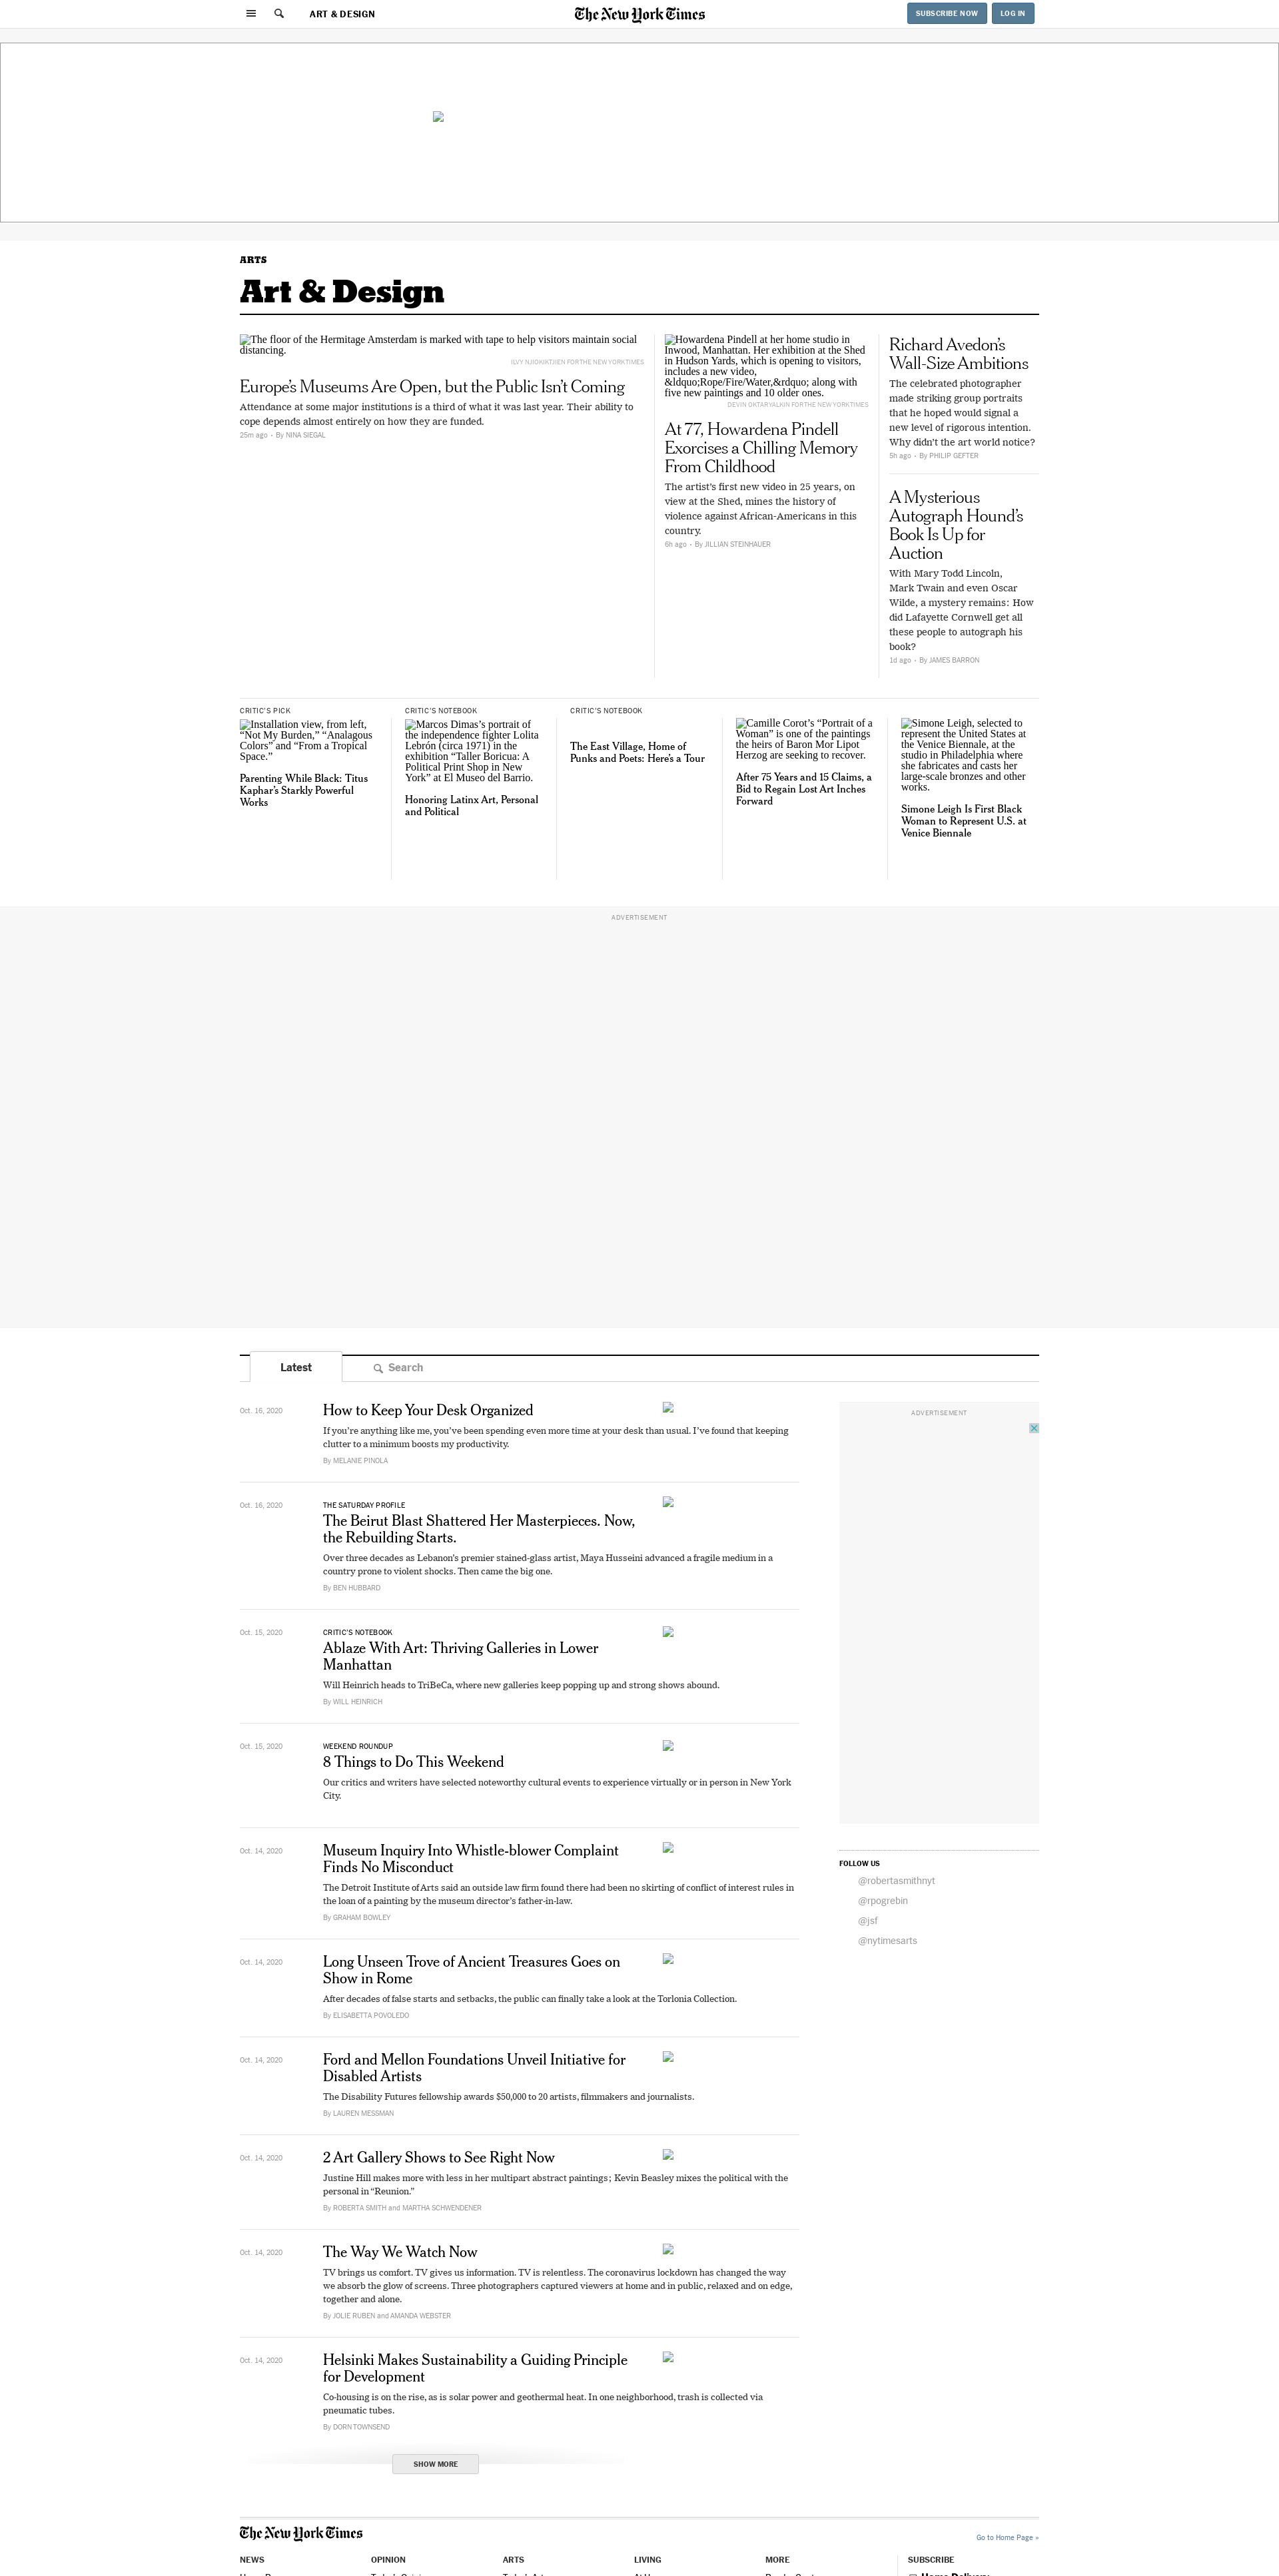 ART & DESIGN
The New York Times
SUBSCRIBE NOW
LOG IN
ARTS
Art & Design
The floor of the Hermitage Amsterdam is marked with tape to help visitors maintain social
distancing.
ILVY NJIOKIKTJIEN FOR THE NEW YORK TIMES
Europe’s Museums Are Open, but the Public Isn’t Coming
Attendance at some major institutions is a third of what it was last year. Their ability to
cope depends almost entirely on how they are funded.
25m ago • By NINA SIEGAL
Howardena Pindell at her home studio in
Inwood, Manhattan. Her exhibition at the Shed
in Hudson Yards, which is opening to visitors,
includes a new video,
&ldquo;Rope/Fire/Water,&rdquo; along with
five new paintings and 10 older ones.
DEVIN OKTAR YALKIN FOR THE NEW YORK TIMES
At 77, Howardena Pindell
Exorcises a Chilling Memory
From Childhood
The artist’s first new video in 25 years, on
view at the Shed, mines the history of
violence against African-Americans in this
country.
6h ago • By JILLIAN STEINHAUER
Richard Avedon’s
Wall-Size Ambitions
The celebrated photographer
made striking group portraits
that he hoped would signal a
new level of rigorous intention.
Why didn’t the art world notice?
5h ago • By PHILIP GEFTER
A Mysterious
Autograph Hound’s
Book Is Up for
Auction
With Mary Todd Lincoln,
Mark Twain and even Oscar
Wilde, a mystery remains: How
did Lafayette Cornwell get all
these people to autograph his
book?
1d ago • By JAMES BARRON
CRITIC’S PICK
Installation view, from left,
“Not My Burden,” “Analagous
Colors” and “From a Tropical
Space.”
Parenting While Black: Titus
Kaphar’s Starkly Powerful
Works
CRITIC’S NOTEBOOK
Marcos Dimas’s portrait of
the independence fighter Lolita
Lebrón (circa 1971) in the
exhibition “Taller Boricua: A
Political Print Shop in New
York” at El Museo del Barrio.
Honoring Latinx Art, Personal
and Political
CRITIC’S NOTEBOOK
The East Village, Home of
Punks and Poets: Here’s a Tour
Camille Corot’s “Portrait of a
Woman” is one of the paintings
the heirs of Baron Mor Lipot
Herzog are seeking to recover.
After 75 Years and 15 Claims, a
Bid to Regain Lost Art Inches
Forward
Simone Leigh, selected to
represent the United States at
the Venice Biennale, at the
studio in Philadelphia where
she fabricates and casts her
large-scale bronzes and other
works.
Simone Leigh Is First Black
Woman to Represent U.S. at
Venice Biennale
ADVERTISEMENT
Latest
Search
Oct. 16, 2020
How to Keep Your Desk Organized
If you’re anything like me, you’ve been spending even more time at your desk than usual. I’ve found that keeping
clutter to a minimum boosts my productivity.
By MELANIE PINOLA
Oct. 16, 2020
THE SATURDAY PROFILE
The Beirut Blast Shattered Her Masterpieces. Now,
the Rebuilding Starts.
Over three decades as Lebanon’s premier stained-glass artist, Maya Husseini advanced a fragile medium in a
country prone to violent shocks. Then came the big one.
By BEN HUBBARD
Oct. 15, 2020
CRITIC’S NOTEBOOK
Ablaze With Art: Thriving Galleries in Lower
Manhattan
Will Heinrich heads to TriBeCa, where new galleries keep popping up and strong shows abound.
By WILL HEINRICH
Oct. 15, 2020
WEEKEND ROUNDUP
8 Things to Do This Weekend
Our critics and writers have selected noteworthy cultural events to experience virtually or in person in New York
City.
Oct. 14, 2020
Museum Inquiry Into Whistle-blower Complaint
Finds No Misconduct
The Detroit Institute of Arts said an outside law firm found there had been no skirting of conflict of interest rules in
the loan of a painting by the museum director’s father-in-law.
By GRAHAM BOWLEY
Oct. 14, 2020
Long Unseen Trove of Ancient Treasures Goes on
Show in Rome
After decades of false starts and setbacks, the public can finally take a look at the Torlonia Collection.
By ELISABETTA POVOLEDO
Oct. 14, 2020
Ford and Mellon Foundations Unveil Initiative for
Disabled Artists
The Disability Futures fellowship awards $50,000 to 20 artists, filmmakers and journalists.
By LAUREN MESSMAN
Oct. 14, 2020
2 Art Gallery Shows to See Right Now
Justine Hill makes more with less in her multipart abstract paintings; Kevin Beasley mixes the political with the
personal in “Reunion.”
By ROBERTA SMITH and MARTHA SCHWENDENER
Oct. 14, 2020
The Way We Watch Now
TV brings us comfort. TV gives us information. TV is relentless. The coronavirus lockdown has changed the way
we absorb the glow of screens. Three photographers captured viewers at home and in public, relaxed and on edge,
together and alone.
By JOLIE RUBEN and AMANDA WEBSTER
Oct. 14, 2020
Helsinki Makes Sustainability a Guiding Principle
for Development
Co-housing is on the rise, as is solar power and geothermal heat. In one neighborhood, trash is collected via
pneumatic tubes.
By DORN TOWNSEND
SHOW MORE
ADVERTISEMENT
FOLLOW US
@robertasmithnyt
@rpogrebin
@jsf
@nytimesarts
The New York Times
Go to Home Page »
NEWS
OPINION
ARTS
LIVING
MORE
SUBSCRIBE